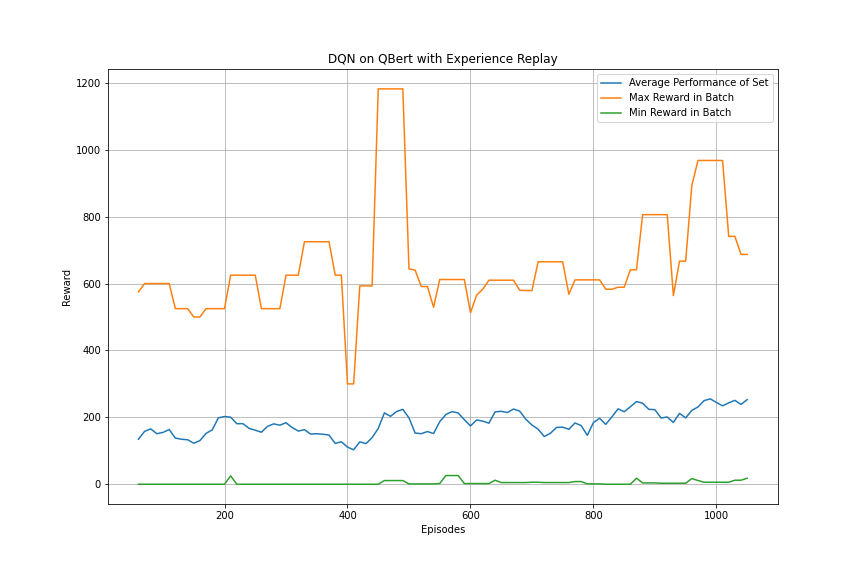 DQN on QBert with Experience Replay
Average Performance of Set
Max Reward in Batch
Min Reward in Batch
Reward
1200
1000
800
600
400
200
0
200 400 600 800 1000
Episodes